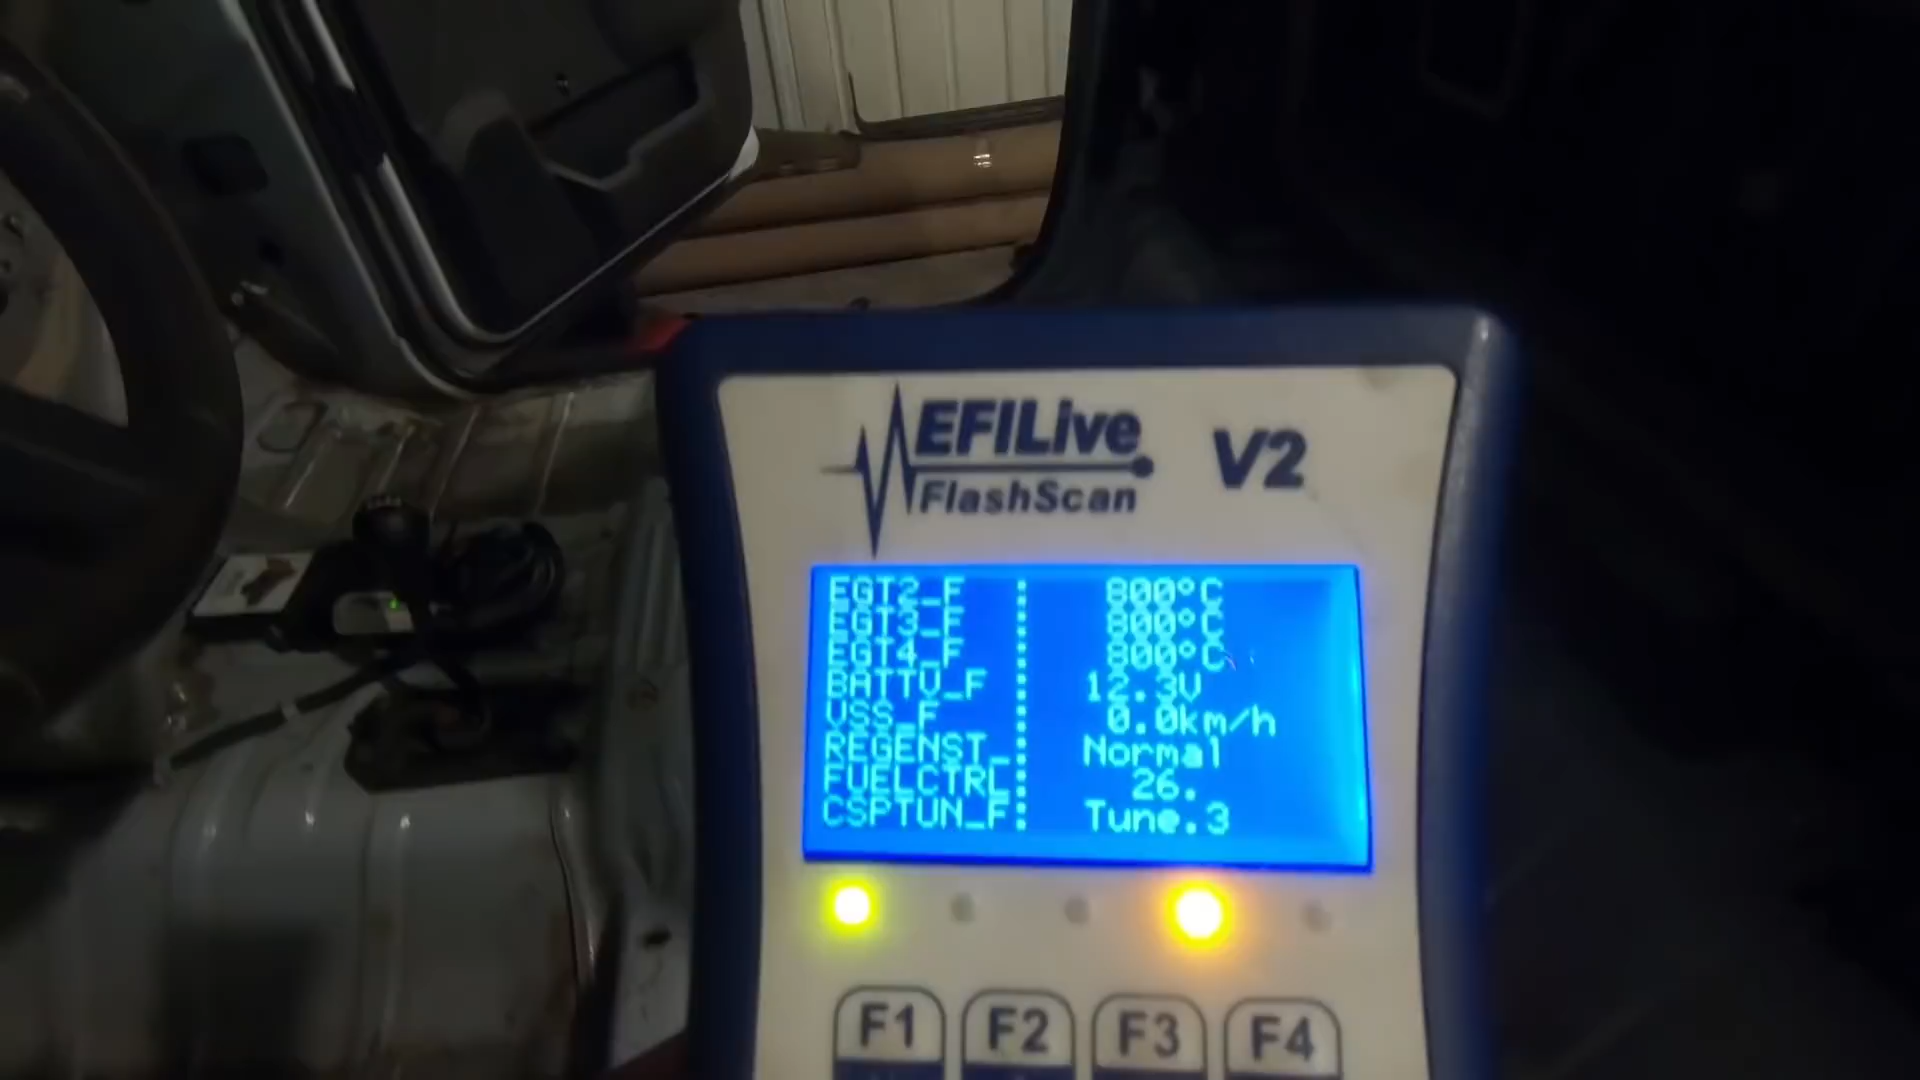 EFILive V2
FlashScan
EGT2_F : 800°C
EGT3_F : 800°C
EGT4_F : 800°C
BATTV_F : 12.3V
VSS_F : 0.0km/h
REGENST_: Normal
FUELCTRL: 26.
CSPTUN_F: Tune.3
F1 F2 F3 F4